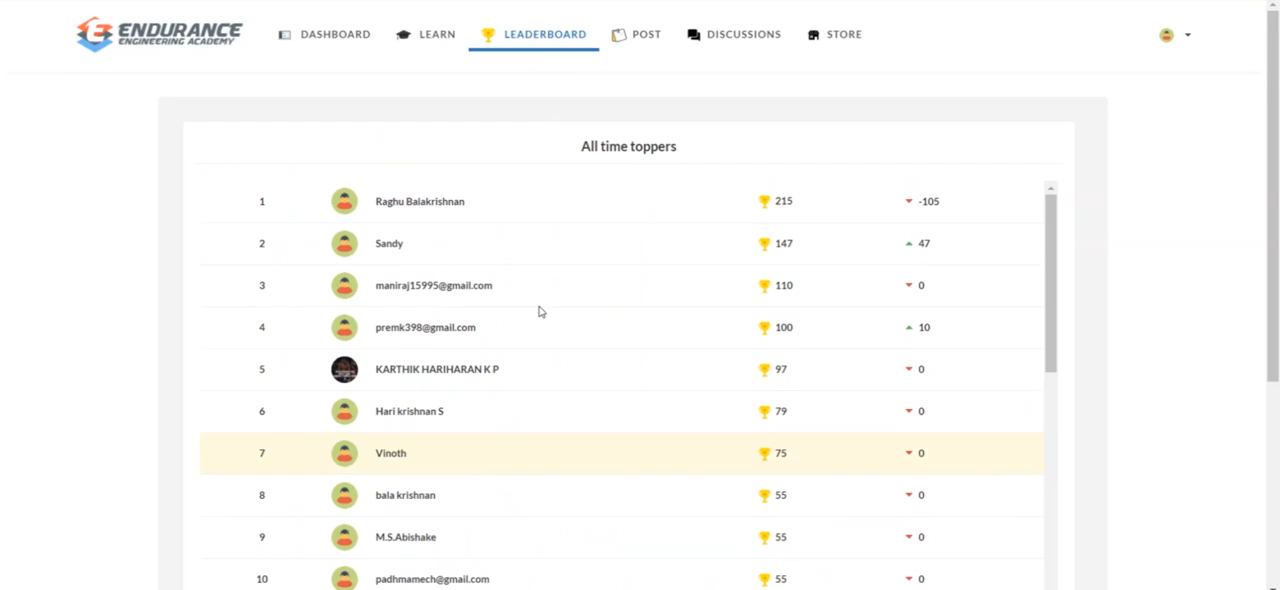 ENDURANCE
ENGINEERING ACADEMY
DASHBOARD LEARN LEADERBOARD POST DISCUSSIONS STORE
All time toppers
1 Raghu Balakrishnan 215 -105
2 Sandy 147 47
3 maniraj15995@gmail.com 110 0
4 premk398@gmail.com 100 10
5 KARTHIK HARIHARAN K P 97 0
6 Hari krishnan S 79 0
7 Vinoth 75 0
8 bala krishnan 55 0
9 M.S.Abishake 55 0
10 padhmamech@gmail.com 55 0